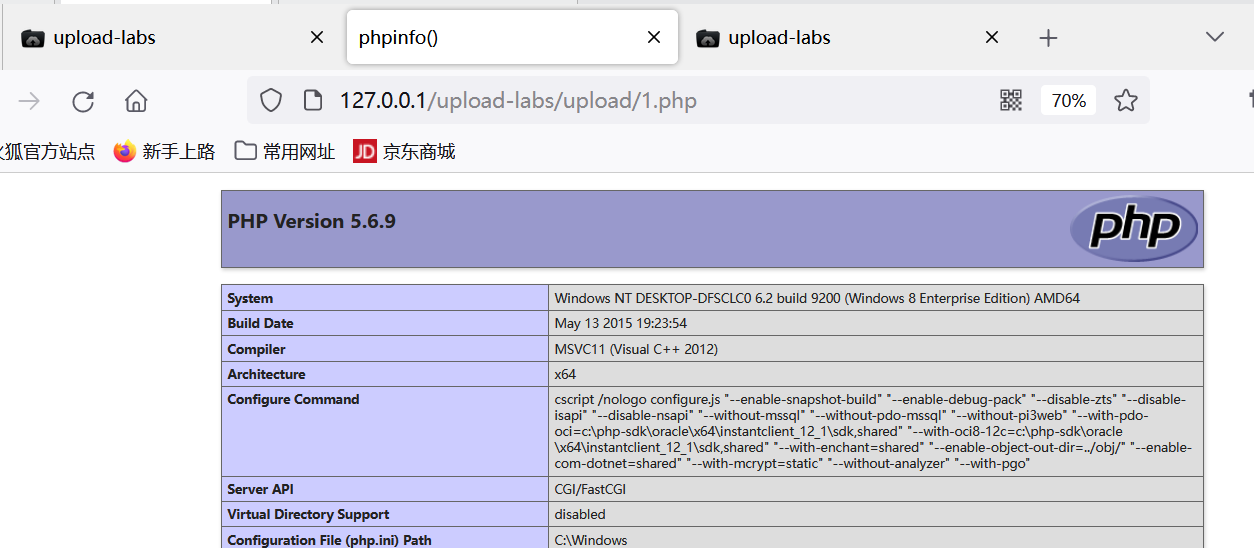 upload-labs
phpinfo()
upload-labs
127.0.0.1/upload-labs/upload/1.php
70%
火狐官方站点 新手上路 常用网址 JD 京东商城
PHP Version 5.6.9
php
System Windows NT DESKTOP-DFSCLC0 6.2 build 9200 (Windows 8 Enterprise Edition) AMD64
Build Date May 13 2015 19:23:54
Compiler MSVC11 (Visual C++ 2012)
Architecture x64
Configure Command cscript /nologo configure.js "--enable-snapshot-build" "--enable-debug-pack" "--disable-zts" "--disable-
isapi" "--disable-nsapi" "--without-mssql" "--without-pdo-mssql" "--without-pi3web" "--with-pdo-
oci=c:\php-sdk\oracle\x64\instantclient_12_1\sdk,shared" "--with-oci8-12c=c:\php-sdk\oracle
\x64\instantclient_12_1\sdk,shared" "--with-enchant=shared" "--enable-object-out-dir=../obj/" "--enable-
com-dotnet=shared" "--with-mcrypt=static" "--without-analyzer" "--with-pgo"
Server API CGI/FastCGI
Virtual Directory Support disabled
Configuration File (php.ini) Path C:\Windows